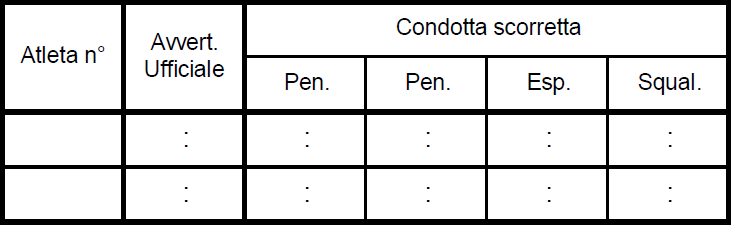 Atleta n°
Avvert.
Ufficiale
Condotta scorretta
Pen.
Pen.
Esp.
Squal.
: : : : :
: : : : :